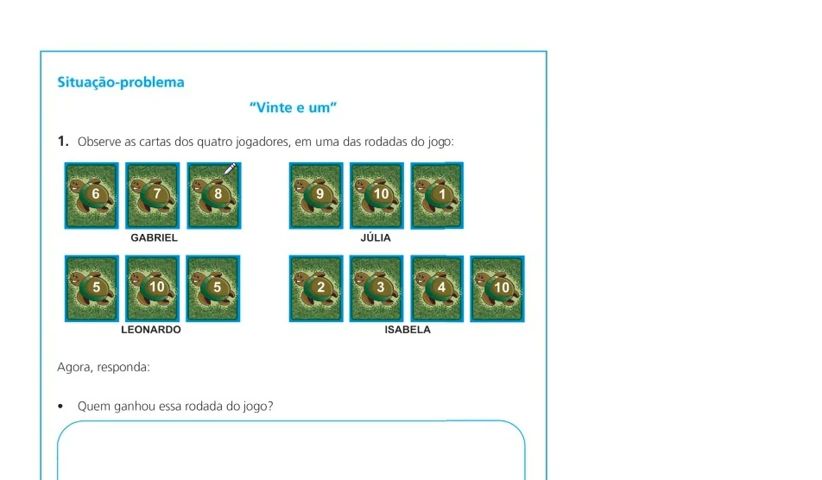 Situação-problema
“Vinte e um”
1. Observe as cartas dos quatro jogadores, em uma das rodadas do jogo:
6 7 8 9 10 1
GABRIEL JÚLIA
5 10 5 2 3 4 10
LEONARDO ISABELA
Agora, responda:
• Quem ganhou essa rodada do jogo?